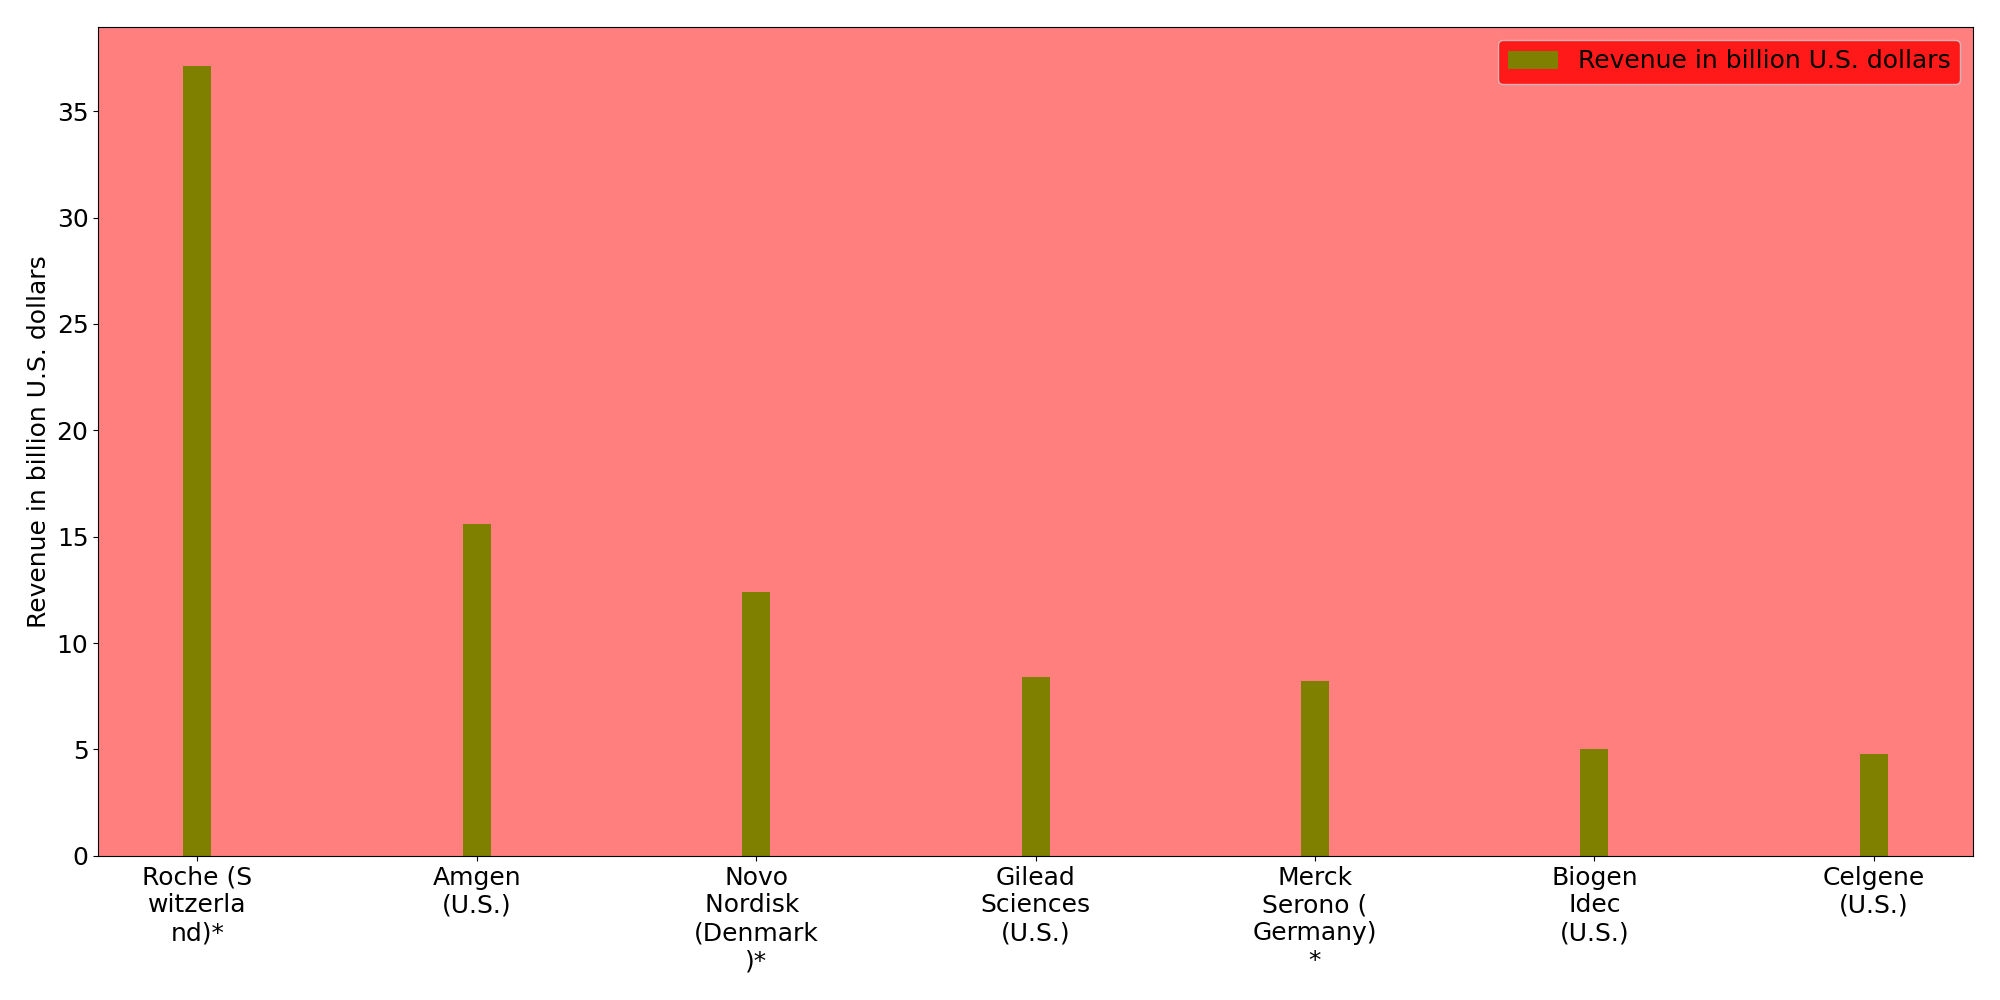 Revenue in billion U.S. dollars
Revenue in billion U.S. dollars
35
30
25
20
15
10
5
0
Roche (S
witzerla
nd)*
Amgen
(U.S.)
Novo
Nordisk
(Denmark
)*
Gilead
Sciences
(U.S.)
Merck
Serono (
Germany)
*
Biogen
Idec
(U.S.)
Celgene
(U.S.)